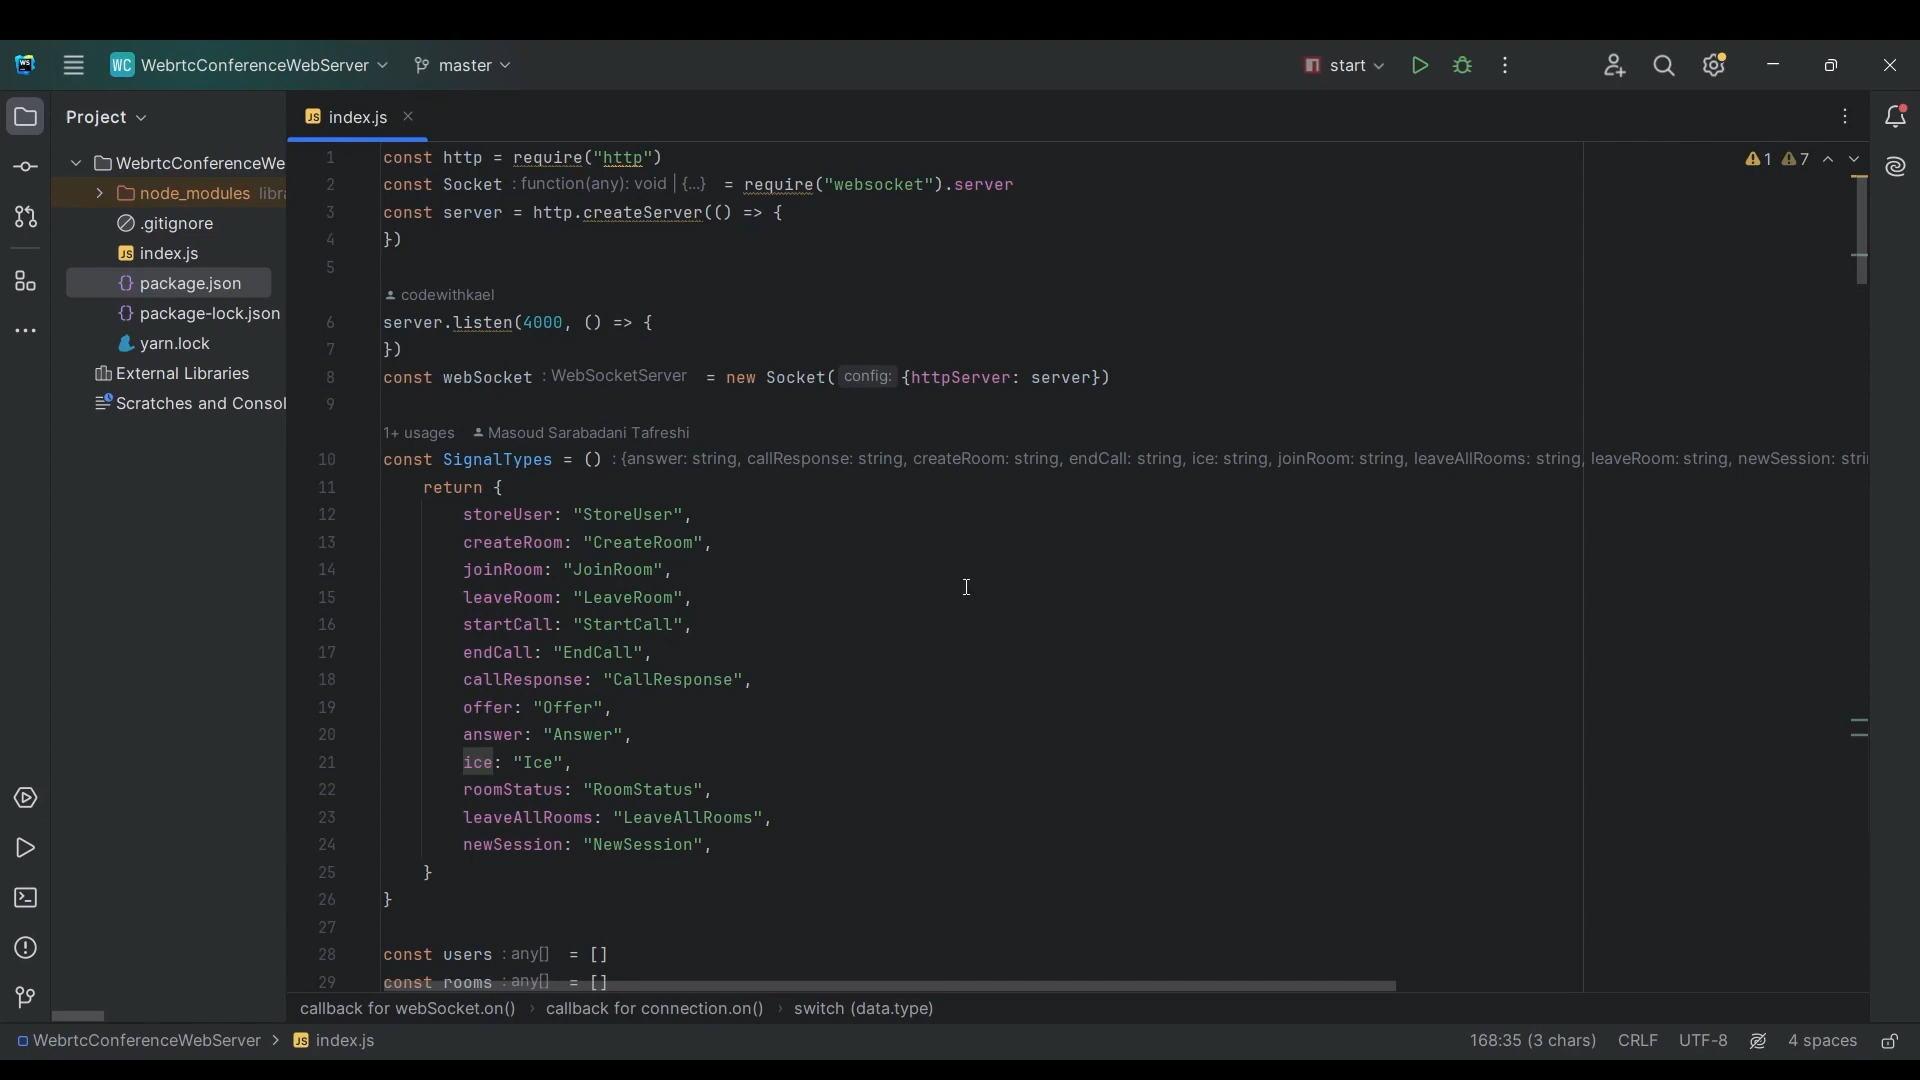 WS WC WebrtcConferenceWebServer master start
Project
JS index.js
WebrtcConferenceWe
node_modules libra
.gitignore
JS index.js
{} package.json
{} package-lock.json
yarn.lock
External Libraries
Scratches and Consol
1 7
1 const http = require("http")
2 const Socket : function(any): void | {...} = require("websocket").server
3 const server = http.createServer(() => {
4 })
5
codewithkael
6 server.listen(4000, () => {
7 })
8 const webSocket : WebSocketServer = new Socket( config: {httpServer: server})
9
1+ usages Masoud Sarabadani Tafreshi
10 const SignalTypes = () : {answer: string, callResponse: string, createRoom: string, endCall: string, ice: string, joinRoom: string, leaveAllRooms: string, leaveRoom: string, newSession: stri
11 return {
12 storeUser: "StoreUser",
13 createRoom: "CreateRoom",
14 joinRoom: "JoinRoom",
15 leaveRoom: "LeaveRoom",
16 startCall: "StartCall",
17 endCall: "EndCall",
18 callResponse: "CallResponse",
19 offer: "Offer",
20 answer: "Answer",
21 ice: "Ice",
22 roomStatus: "RoomStatus",
23 leaveAllRooms: "LeaveAllRooms",
24 newSession: "NewSession",
25 }
26 }
27
28 const users : any[] = []
29 const rooms : any[] = []
callback for webSocket.on() › callback for connection.on() › switch (data.type)
WebrtcConferenceWebServer > JS index.js
168:35 (3 chars) CRLF UTF-8 4 spaces